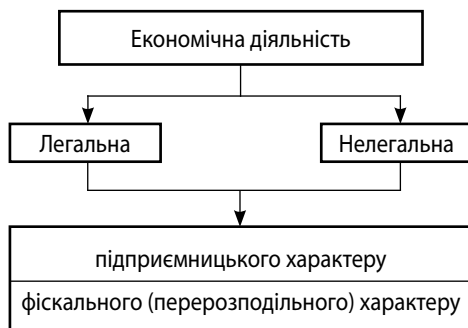 Економічна діяльність
Легальна
Нелегальна
підприємницького характеру
фіскального (перерозподільного) характеру